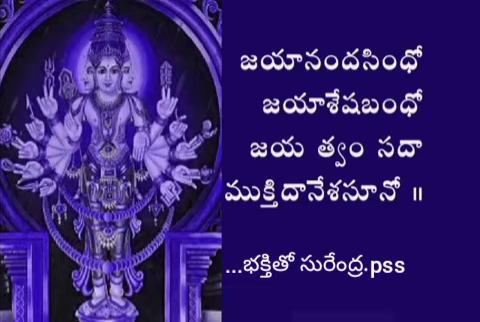 జయానందసింధో
జయాశేషబంధో
జయ త్వం సదా
ముక్తిదానేశసూనో ॥
...భక్తితో సురేంద్ర.pss